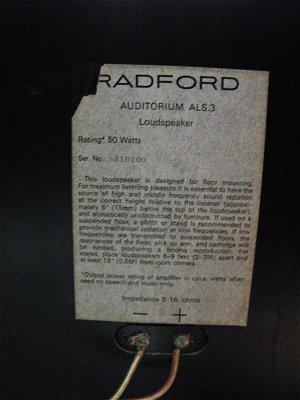 RADFORD
AUDITORIUM ALS.3
Loudspeaker
Rating* 50 Watts
Ser. No:
This loudspeaker is designed for floor mounting.
For maximum listening pleasure it is essential to have the
source of high and middle frequency sound radiation
at the correct height relative to the listener (approxi-
mately 6" (15mm) below the top of the loudspeaker),
and acoustically unobstructed by furniture. If used on a
suspended floor, a plinth or stand is recommended to
provide mechanical isolation at low frequencies. If low
frequencies are transmitted to suspended floors, the
resonances of the floor, pick up arm, and cartridge will
be excited, producing a boomy reproduction. For
stereo, place loudspeakers 6-9 feet (2-3M) apart and
at least 18" (0.5M) from room corners.
*Output power rating of amplifier in r.m.s. watts when
used on speech and music only.
Impedance 8-16 ohms
− +